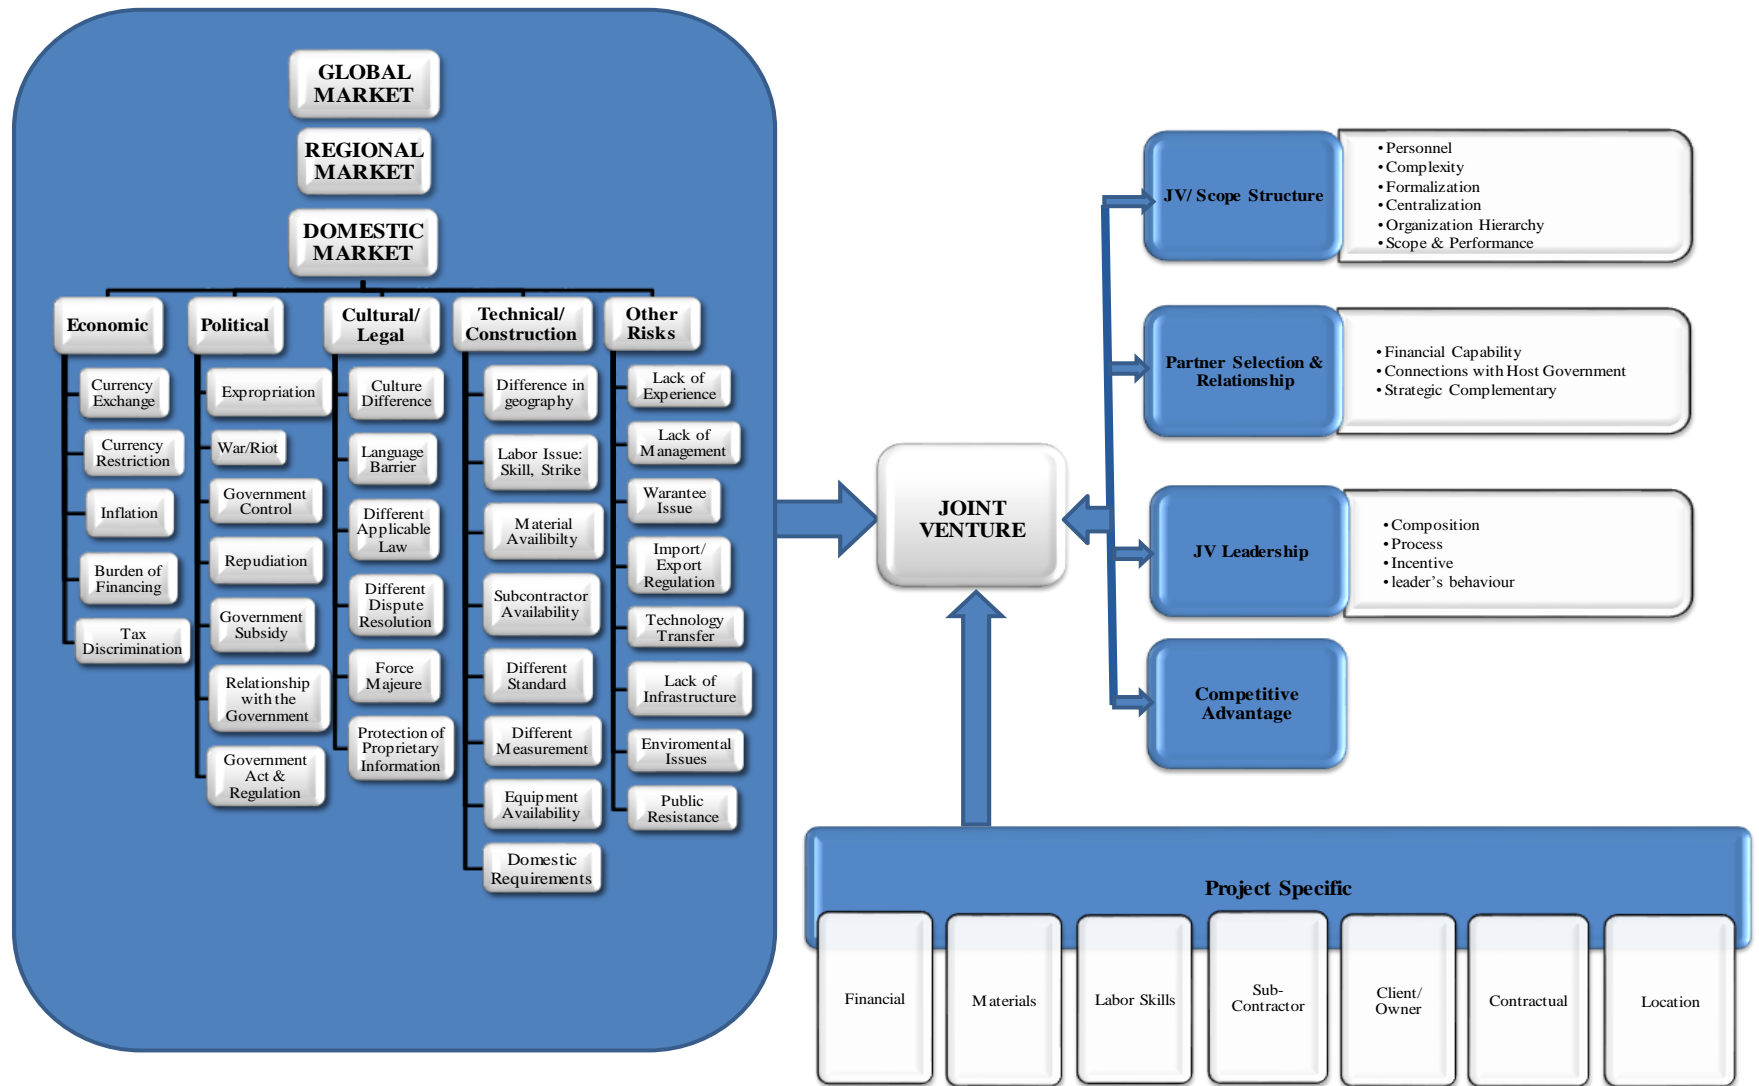 GLOBAL
MARKET
REGIONAL
MARKET
DOMESTIC
MARKET
Economic
Currency
Exchange
Currency
Restriction
Inflation
Burden of
Financing
Tax
Discrimination
Political
Expropriation
War/Riot
Government
Control
Repudiation
Government
Subsidy
Relationship
with the
Government
Government
Act &
Regulation
Cultural/
Legal
Culture
Difference
Language
Barrier
Different
Applicable
Law
Different
Dispute
Resolution
Force
Majeure
Protection of
Proprietary
Information
Technical/
Construction
Difference in
geography
Labor Issue:
Skill, Strike
Material
Availibilty
Subcontractor
Availability
Different
Standard
Different
Measurement
Equipment
Availability
Domestic
Requirements
Other
Risks
Lack of
Experience
Lack of
Management
Warantee
Issue
Import/
Export
Regulation
Technology
Transfer
Lack of
Infrastructure
Enviromental
Issues
Public
Resistance
JOINT
VENTURE
JV/ Scope Structure
• Personnel
• Complexity
• Formalization
• Centralization
• Organization Hierarchy
• Scope & Performance
Partner Selection &
Relationship
• Financial Capability
• Connections with Host Government
• Strategic Complementary
JV Leadership
• Composition
• Process
• Incentive
• leader's behaviour
Competitive
Advantage
Project Specific
Financial
Materials
Labor Skills
Sub-
Contractor
Client/
Owner
Contractual
Location